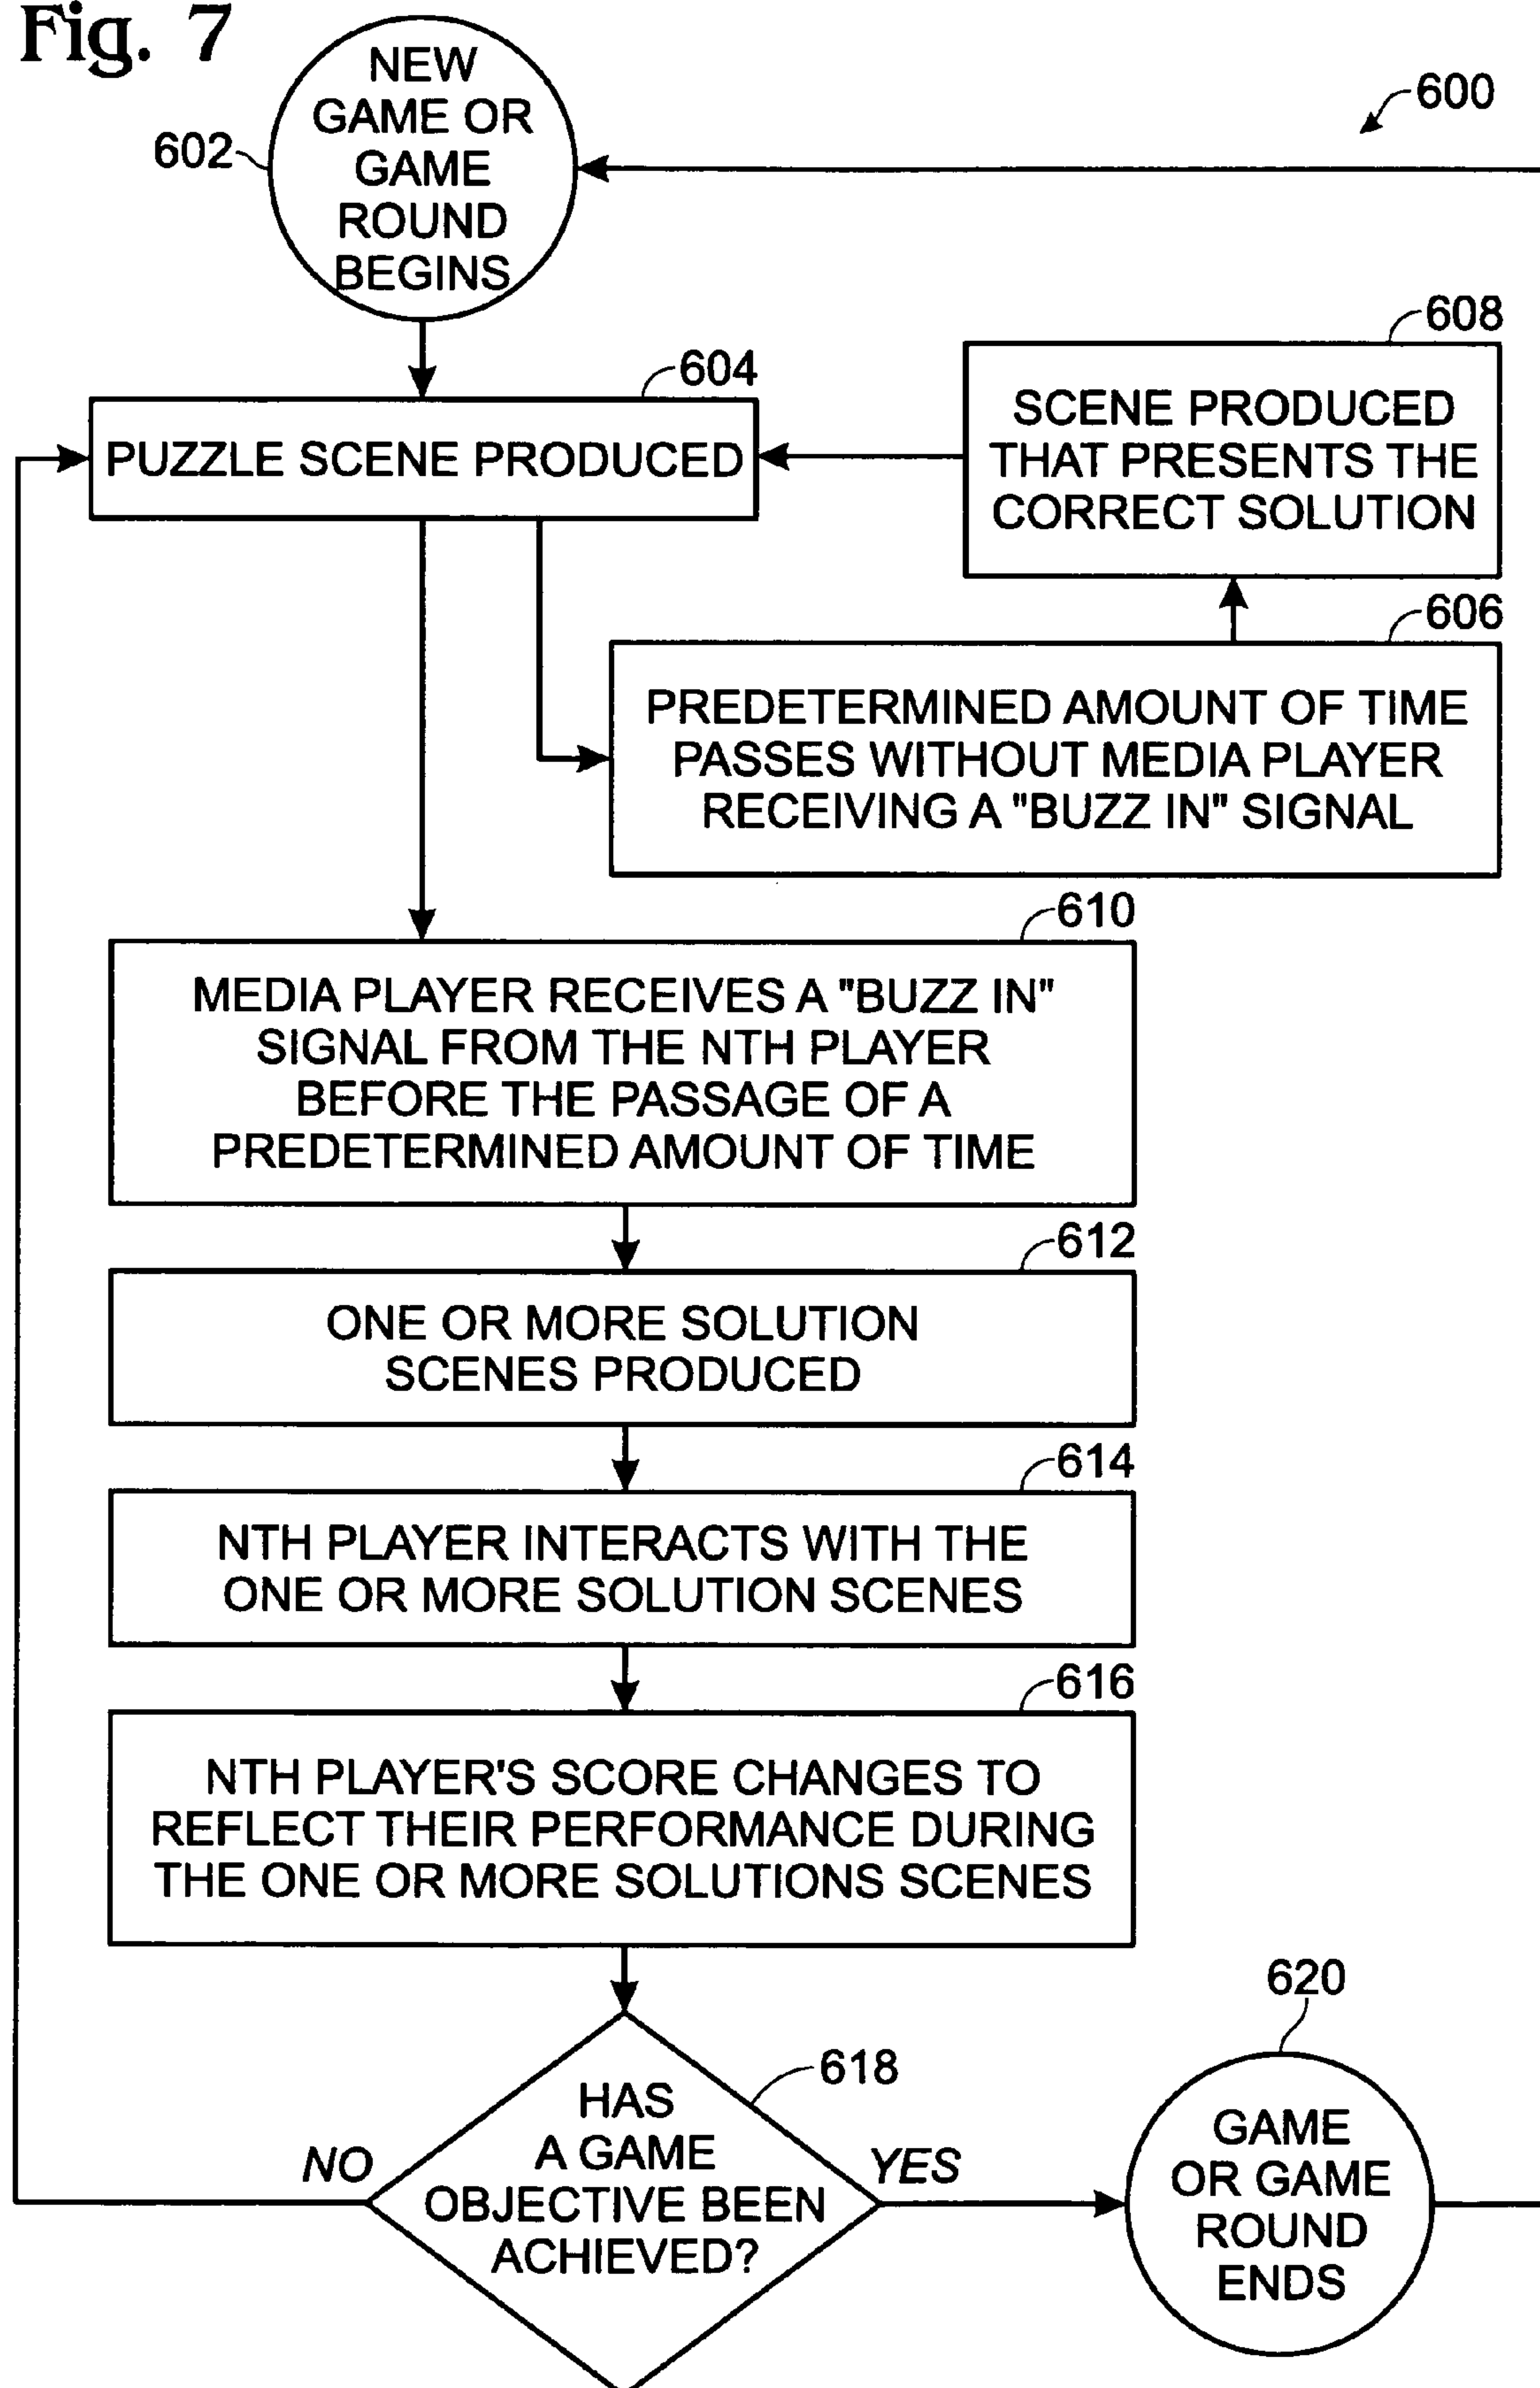 Fig. 7
600
602
NEW
GAME OR
GAME
ROUND
BEGINS
604
PUZZLE SCENE PRODUCED
608
SCENE PRODUCED
THAT PRESENTS THE
CORRECT SOLUTION
606
PREDETERMINED AMOUNT OF TIME
PASSES WITHOUT MEDIA PLAYER
RECEIVING A "BUZZ IN" SIGNAL
610
MEDIA PLAYER RECEIVES A "BUZZ IN"
SIGNAL FROM THE NTH PLAYER
BEFORE THE PASSAGE OF A
PREDETERMINED AMOUNT OF TIME
612
ONE OR MORE SOLUTION
SCENES PRODUCED
614
NTH PLAYER INTERACTS WITH THE
ONE OR MORE SOLUTION SCENES
616
NTH PLAYER'S SCORE CHANGES TO
REFLECT THEIR PERFORMANCE DURING
THE ONE OR MORE SOLUTIONS SCENES
618
HAS
A GAME
OBJECTIVE BEEN
ACHIEVED?
NO
YES
620
GAME
OR GAME
ROUND
ENDS